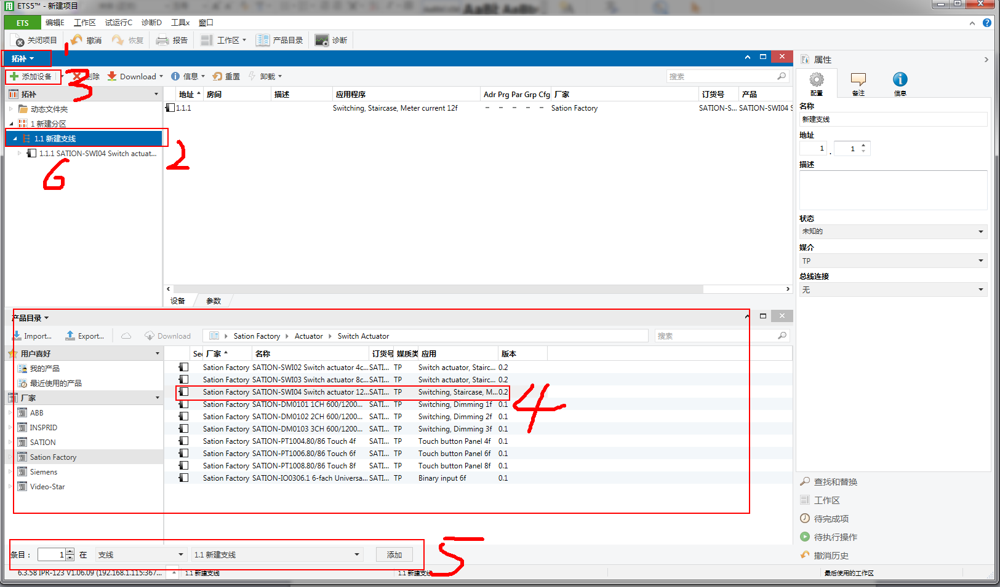 ETS5™ - 新建项目
ETS 编辑E 工作区 试运行C 诊断D 工具x 窗口
关闭项目 撤消 恢复 报告 工作区 产品目录 诊断
拓补 1
添加设备 3 删除 Download 信息 重置 卸载 搜索
拓补
地址 房间 描述 应用程序 Adr Prg Par Grp Cfg 厂家 订货号 产品
动态文件夹
1.1.1 Switching, Staircase, Meter current 12f – – – – – Sation Factory SATION-S... SATION-SWI04 S
1 新建分区
1.1 新建支线 2
1.1.1 SATION-SWI04 Switch actuat...
6
设备 参数
产品目录
Import... Export... Download Sation Factory Actuator Switch Actuator 搜索
用户喜好
我的产品
最近使用的产品
厂家
ABB
INSPRID
SATION
Sation Factory
Siemens
Video-Star
Sec 厂家 名称 订货号 媒质类 应用 版本
Sation Factory SATION-SWI02 Switch actuator 4c... SATI... TP Switch actuator, Stairc... 0.2
Sation Factory SATION-SWI03 Switch actuator 8c... SATI... TP Switch actuator, Stairc... 0.2
Sation Factory SATION-SWI04 Switch actuator 12... SATI... TP Switching, Staircase, M... 0.2
Sation Factory SATION-DM0101 1CH 600/1200... SATI... TP Switching, Dimming 1f 0.1
4
Sation Factory SATION-DM0102 2CH 600/1200... SATI... TP Switching, Dimming 2f 0.1
Sation Factory SATION-DM0103 3CH 600/1200... SATI... TP Switching, Dimming 3f 0.1
Sation Factory SATION-PT1004.80/86 Touch 4f SATI... TP Touch button Panel 4f 0.1
Sation Factory SATION-PT1006.80/86 Touch 6f SATI... TP Touch button Panel 6f 0.1
Sation Factory SATION-PT1008.80/86 Touch 8f SATI... TP Touch button Panel 8f 0.1
Sation Factory SATION-IO0306.1 6-fach Universa... SATI... TP Binary input 6f 0.1
条目： 1 在 支线 1.1 新建支线 添加
5
6.3.58 IPR-123 V1.06.09 (192.168.1.115:367... 1.1 新建支线 1.1 新建支线 最后使用的工作区
属性
配置 备注 信息
名称
新建支线
地址
1 . 1
描述
状态
未知的
媒介
TP
总线连接
无
查找和替换
工作区
待完成项
待执行操作
撤消历史